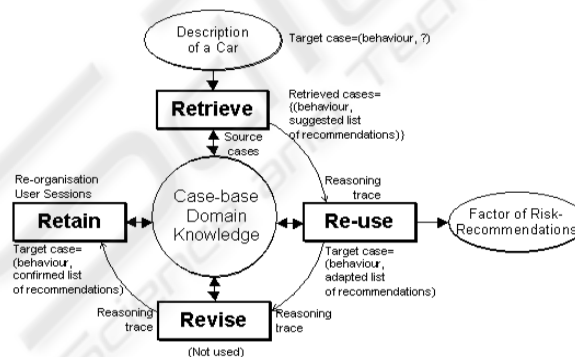 Description
of a Car
Target case=(behaviour, ?)
Retrieve
Retrieved cases=
{(behaviour,
suggested list
of recommendations)}
Source
cases
Reasoning
trace
Re-organisation
User Sessions
Case-base
Domain
Knowledge
Retain
Re-use
Factor of Risk-
Recommendations
Target case=
(behaviour,
confirmed list
of recommendations)
Target case=
(behaviour,
adapted list
of recommendations)
Reasoning
trace
Revise
Reasoning
trace
(Not used)